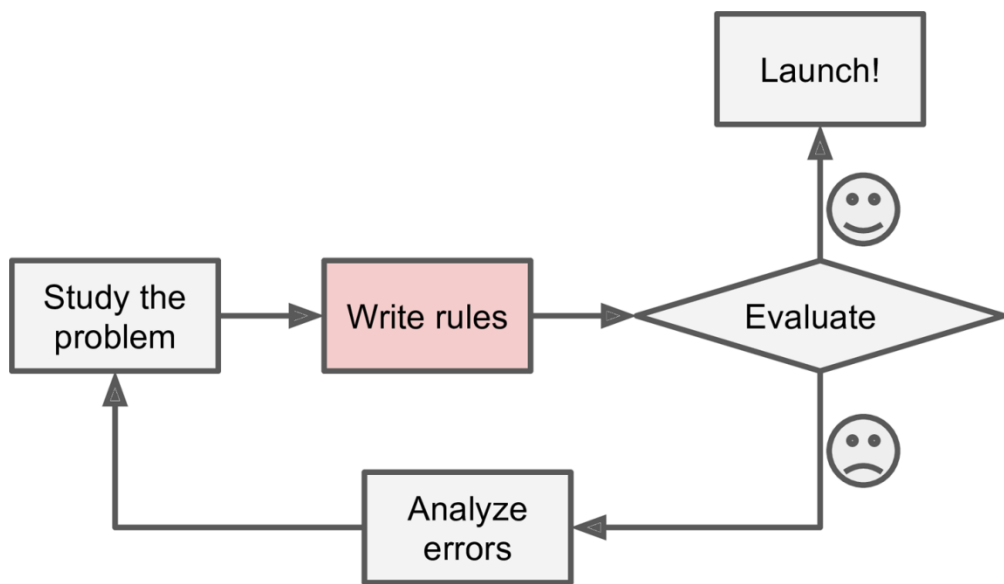 Launch!
Study the
problem
Write rules
Evaluate
Analyze
errors